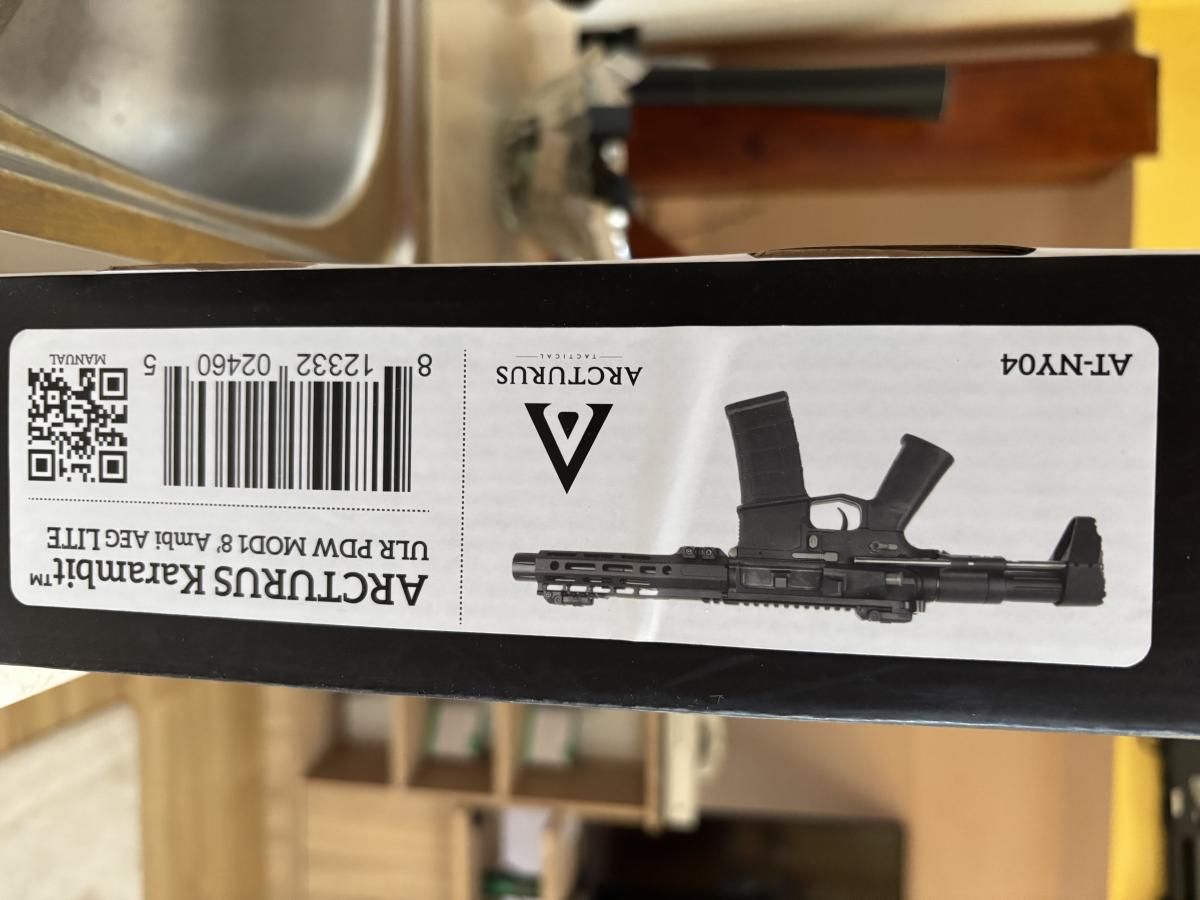 AT-NY04
ARCTURUS
TACTICAL
ARCTURUS Karambit™
ULR PDW MOD1 8' Ambi AEG LITE
8 12332 02460 5
MANUAL